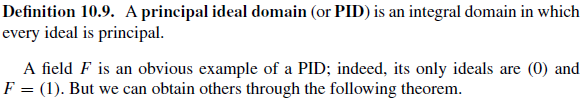 Definition 10.9. A principal ideal domain (or PID) is an integral domain in which
every ideal is principal.
A field F is an obvious example of a PID; indeed, its only ideals are (0) and
F = (1). But we can obtain others through the following theorem.